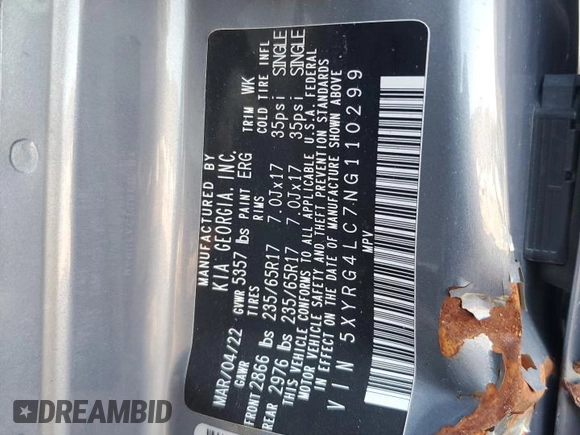 MANUFACTURED BY
KIA GEORGIA, INC.
MAR/04/22 GVWR 5357 lbs PAINT ERG TRIM WK
GAWR TIRES RIMS COLD TIRE INFL
FRONT 2866 lbs 235/65R17 7.0Jx17 35psi SINGLE
REAR 2976 lbs 235/65R17 7.0Jx17 35psi SINGLE
THIS VEHICLE CONFORMS TO ALL APPLICABLE U.S.A. FEDERAL
MOTOR VEHICLE SAFETY AND THEFT PREVENTION STANDARDS
IN EFFECT ON THE DATE OF MANUFACTURE SHOWN ABOVE
VIN 5XYRG4LC7NG110299
MPV
DREAMBID